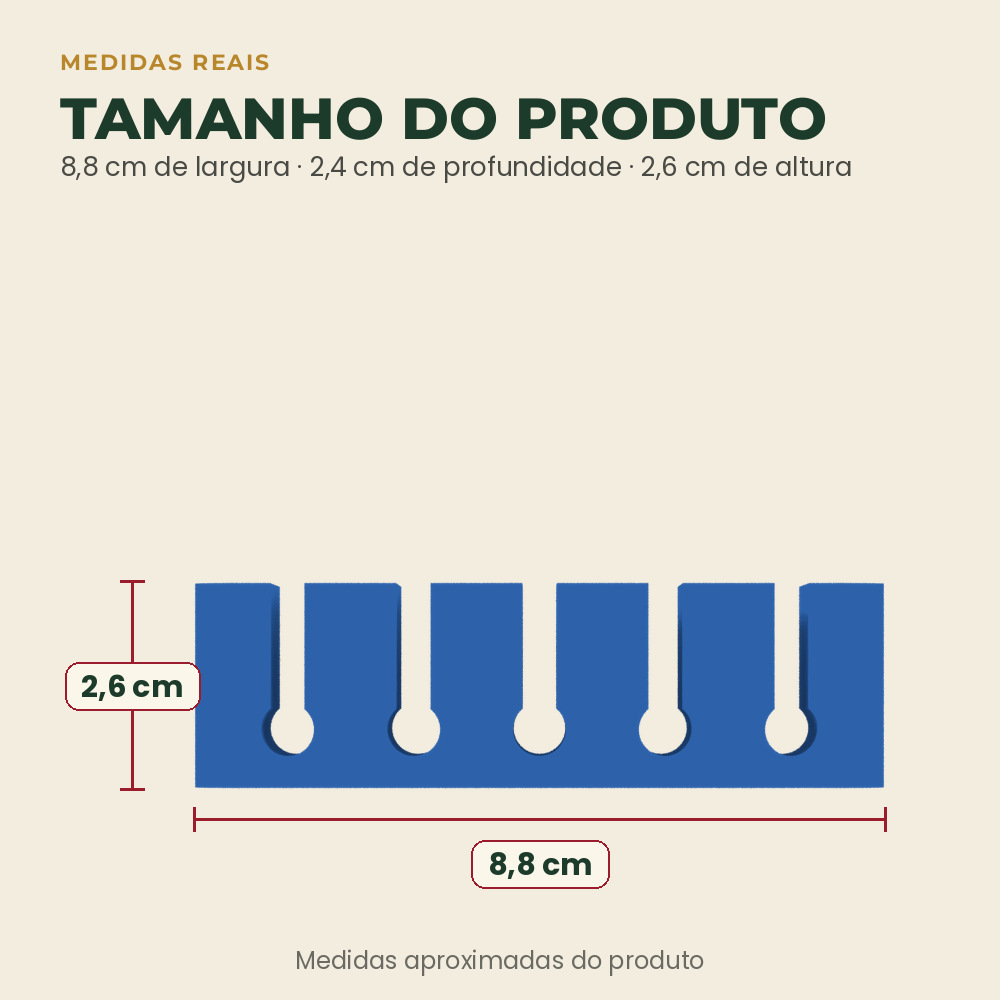 MEDIDAS REAIS
TAMANHO DO PRODUTO
8,8 cm de largura · 2,4 cm de profundidade · 2,6 cm de altura
2,6 cm
8,8 cm
Medidas aproximadas do produto